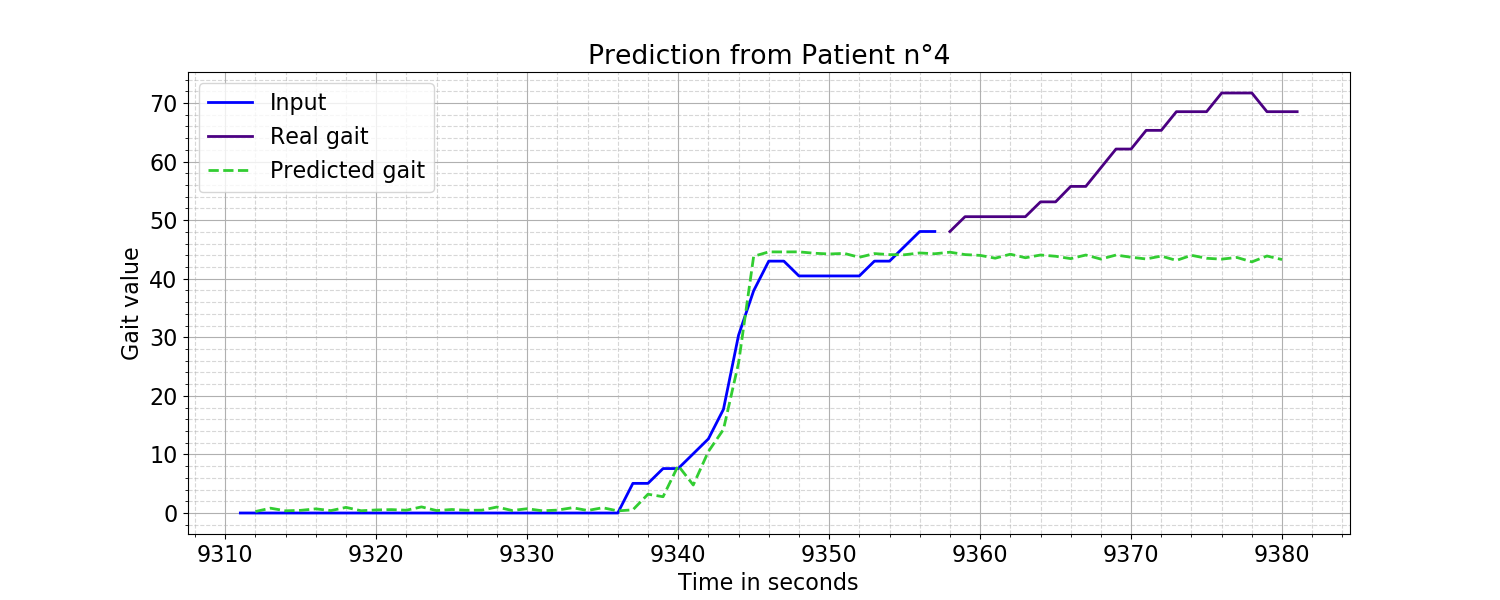 Prediction from Patient n°4
Input
Real gait
Predicted gait
Gait value
70
60
50
40
30
20
10
0
9310 9320 9330 9340 9350 9360 9370 9380
Time in seconds